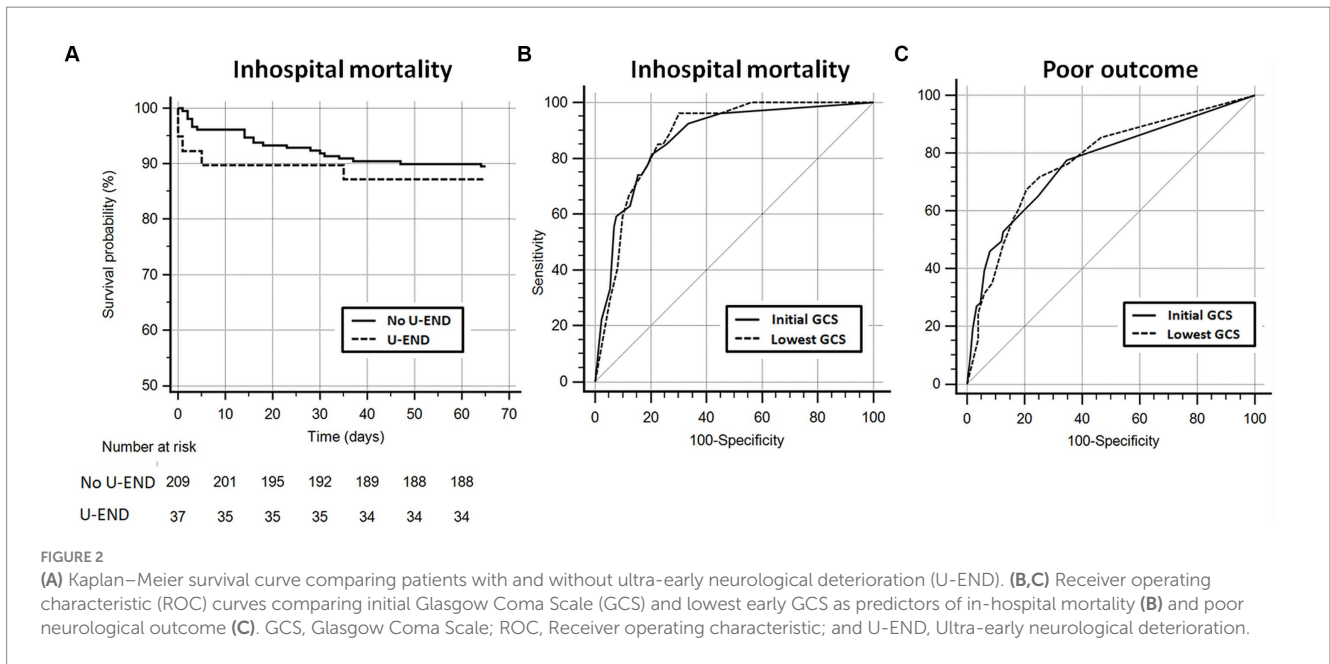 A
Inhospital mortality
100
90
80
70
60
50
Survival probability (%)
No U-END
U-END
0 10 20 30 40 50 60 70
Time (days)
Number at risk
No U-END 209 201 195 192 189 188 188
U-END 37 35 35 35 34 34 34
B
Inhospital mortality
100
80
60
40
20
0
Sensitivity
Initial GCS
Lowest GCS
0 20 40 60 80 100
100-Specificity
C
Poor outcome
100
80
60
40
20
0
Initial GCS
Lowest GCS
0 20 40 60 80 100
100-Specificity
FIGURE 2
(A) Kaplan–Meier survival curve comparing patients with and without ultra-early neurological deterioration (U-END). (B,C) Receiver operating
characteristic (ROC) curves comparing initial Glasgow Coma Scale (GCS) and lowest early GCS as predictors of in-hospital mortality (B) and poor
neurological outcome (C). GCS, Glasgow Coma Scale; ROC, Receiver operating characteristic; and U-END, Ultra-early neurological deterioration.